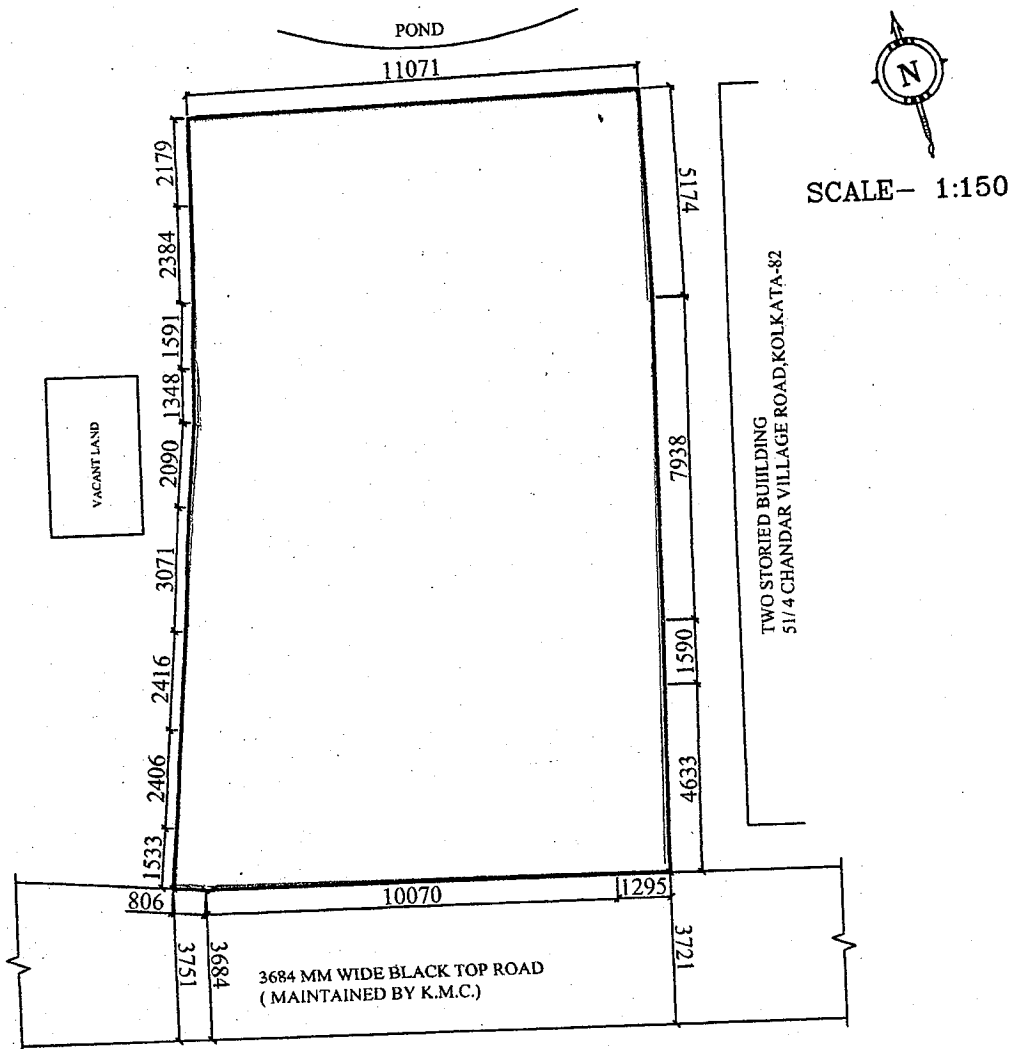 POND
11071
N
SCALE- 1:150
2179
2384
1591
1348
2090
3071
2416
2406
1533
5174
7938
1590
4633
VACANT LAND
TWO STORIED BUIILDING
51/4 CHANDAR VILLAGE ROAD,KOLKATA-82
806
10070
1295
3751
3684
3721
3684 MM WIDE BLACK TOP ROAD
( MAINTAINED BY K.M.C.)